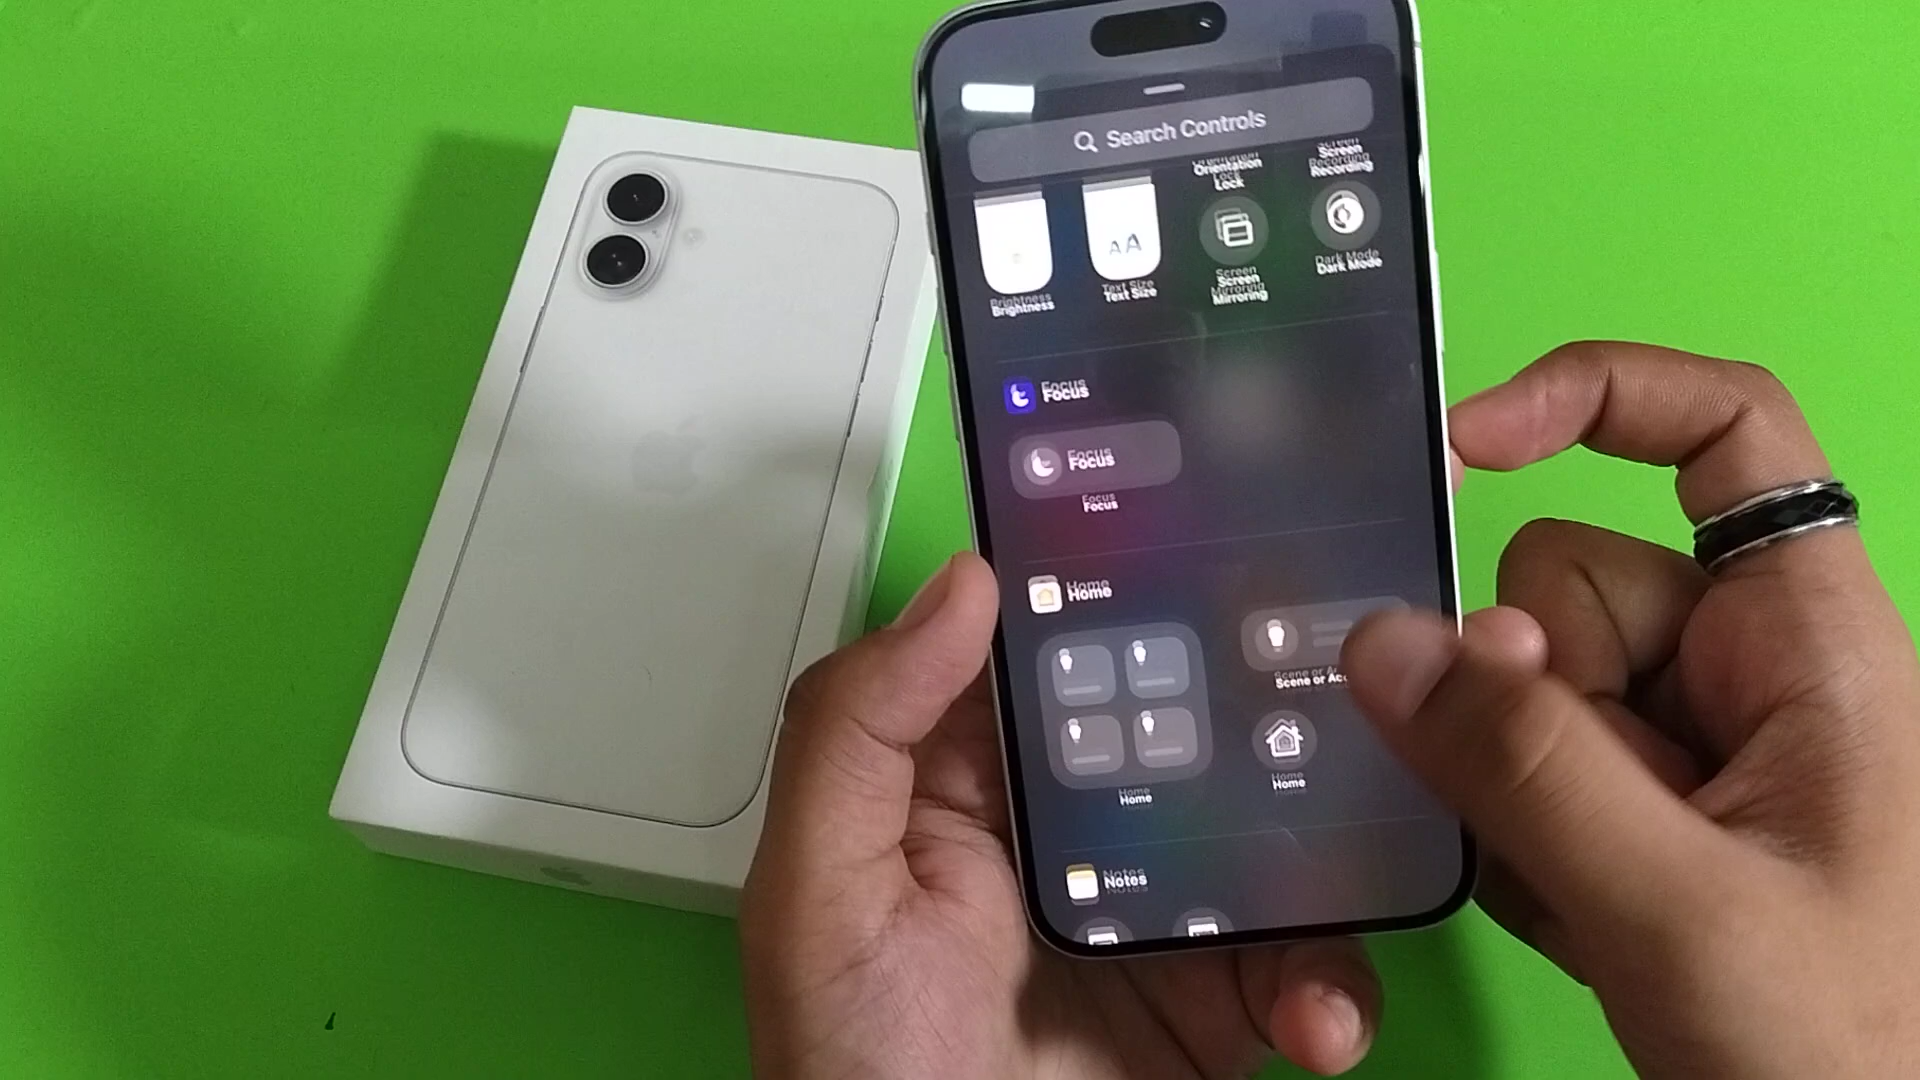 Search Controls
Orientation
Lock
Screen
Recording
Brightness
Text Size
Screen
Mirroring
Dark Mode
AA
Focus
Focus
Focus
Home
Scene or
Home
Home
Notes